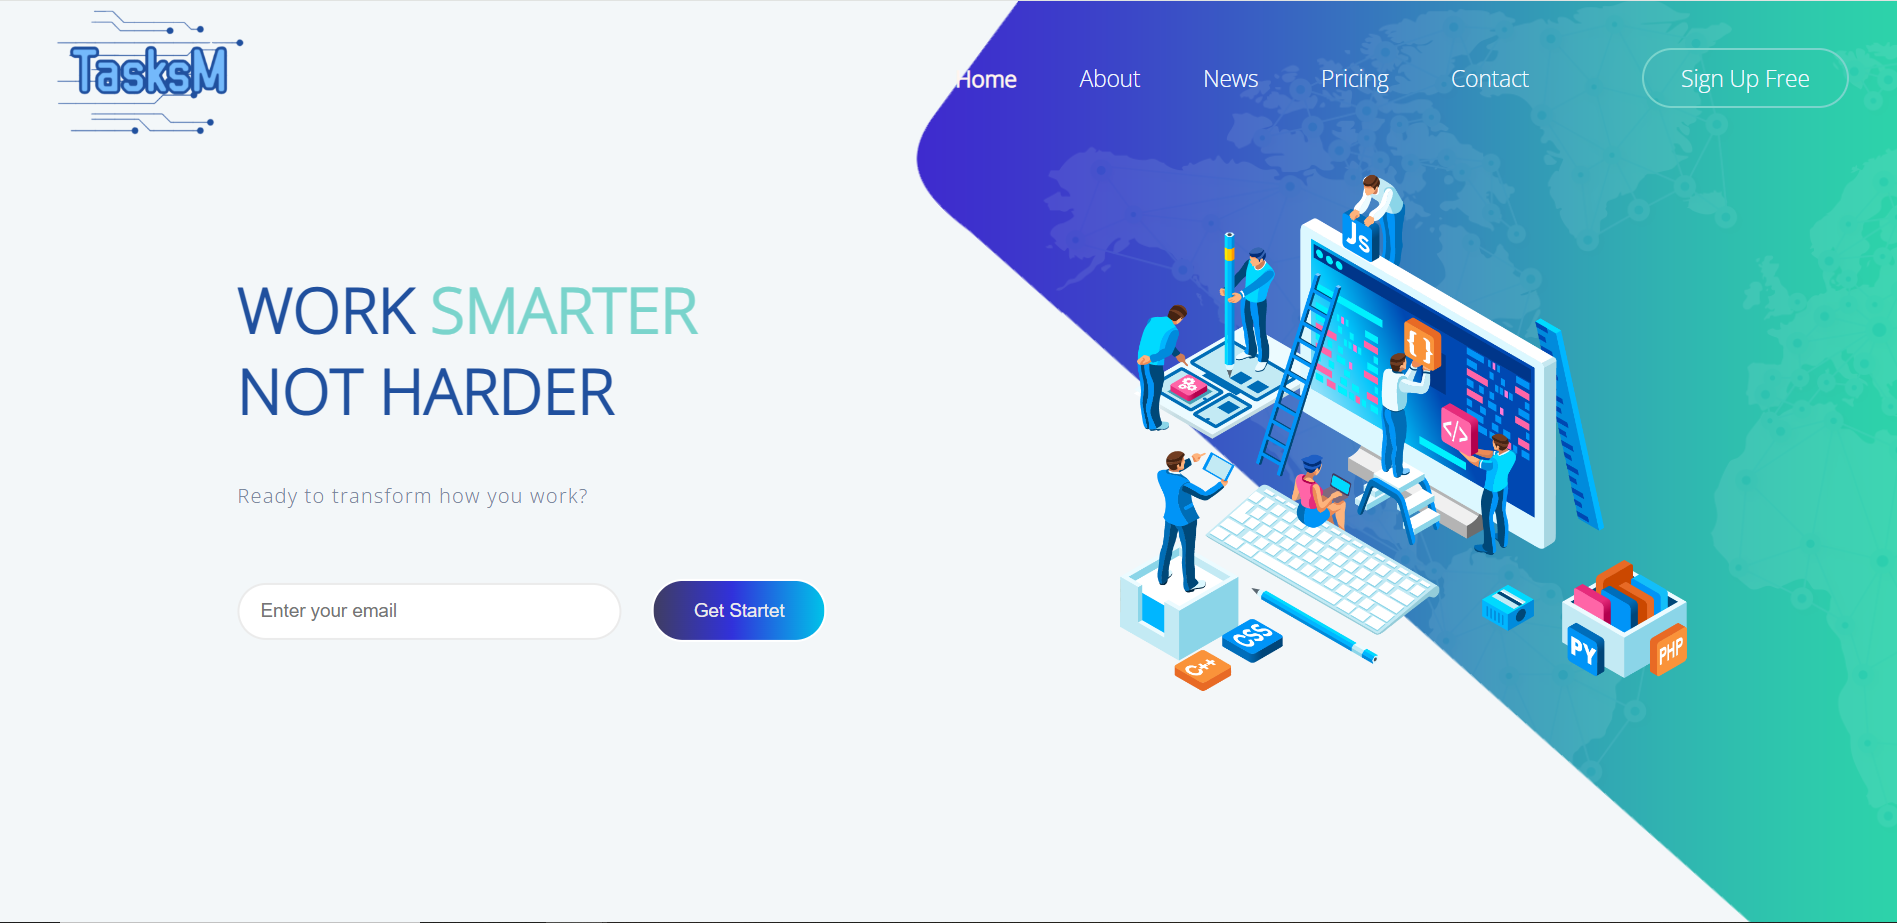 TasksM
Home About News Pricing Contact Sign Up Free
WORK SMARTER
NOT HARDER
Ready to transform how you work?
Enter your email Get Startet
JS
{}
</>
CSS
C++
PY
PHP